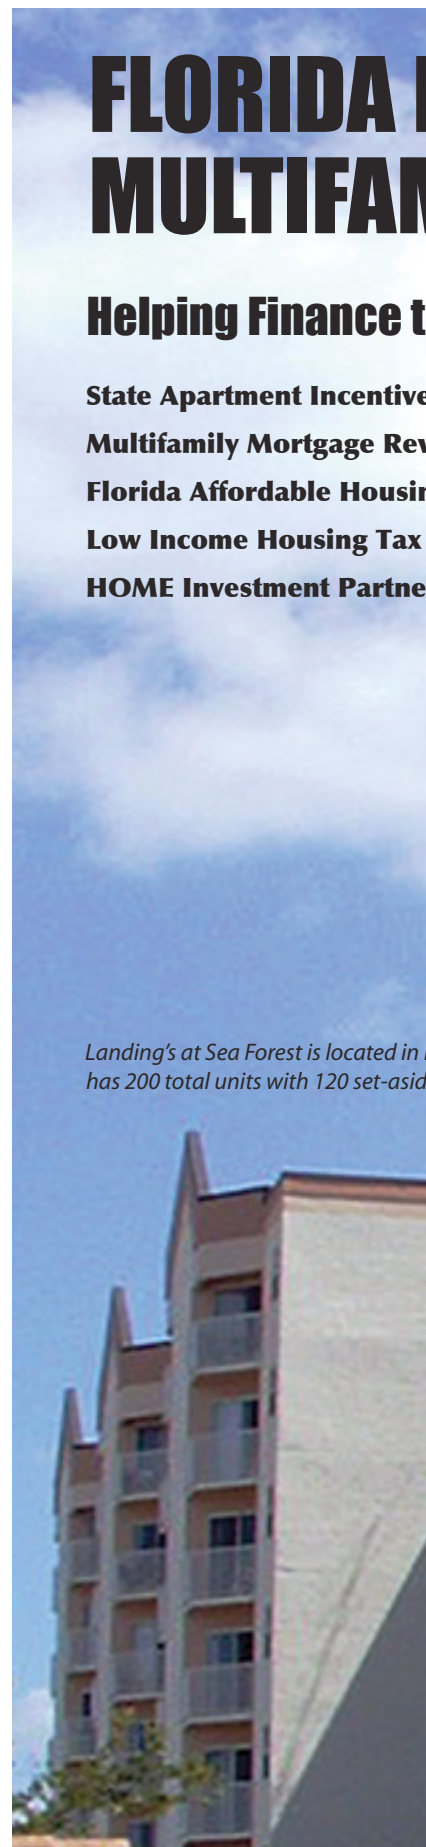 FLORIDA
MULTIFAM
Helping Finance t
State Apartment Incentive
Multifamily Mortgage Rev
Florida Affordable Housin
Low Income Housing Tax
HOME Investment Partne
Landing's at Sea Forest is located in
has 200 total units with 120 set-asid